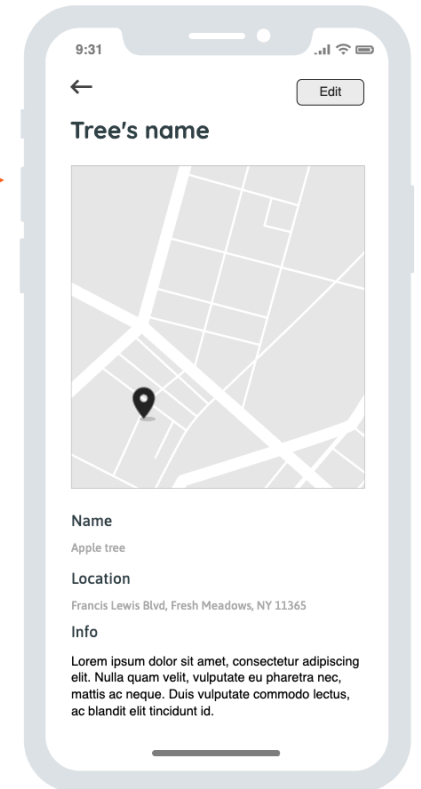 9:31
Edit
Tree's name
Name
Apple tree
Location
Francis Lewis Blvd, Fresh Meadows, NY 11365
Info
Lorem ipsum dolor sit amet, consectetur adipiscing
elit. Nulla quam velit, vulputate eu pharetra nec,
mattis ac neque. Duis vulputate commodo lectus,
ac blandit elit tincidunt id.